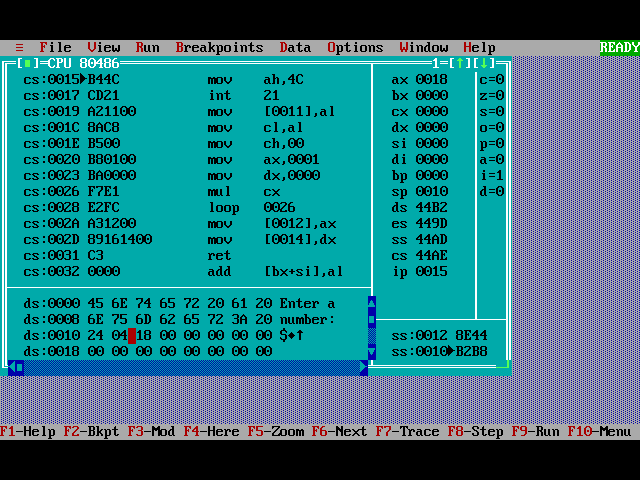 ≡ File View Run Breakpoints Data Options Window Help READY
[■]=CPU 80486 1=[↑][↓]
cs:0015►B44C mov ah,4C ax 0018 c=0
cs:0017 CD21 int 21 bx 0000 z=0
cs:0019 A21100 mov [0011],al cx 0000 s=0
cs:001C 8AC8 mov cl,al dx 0000 o=0
cs:001E B500 mov ch,00 si 0000 p=0
cs:0020 B80100 mov ax,0001 di 0000 a=0
cs:0023 BA0000 mov dx,0000 bp 0000 i=1
cs:0026 F7E1 mul cx sp 0010 d=0
cs:0028 E2FC loop 0026 ds 44B2
cs:002A A31200 mov [0012],ax es 449D
cs:002D 89161400 mov [0014],dx ss 44AD
cs:0031 C3 ret cs 44AE
cs:0032 0000 add [bx+si],al ip 0015
ds:0000 45 6E 74 65 72 20 61 20 Enter a
ds:0008 6E 75 6D 62 65 72 3A 20 number:
ds:0010 24 04 18 00 00 00 00 00 $♦↑ ss:0012 8E44
ds:0018 00 00 00 00 00 00 00 00 ss:0010►B2B8
F1-Help F2-Bkpt F3-Mod F4-Here F5-Zoom F6-Next F7-Trace F8-Step F9-Run F10-Menu